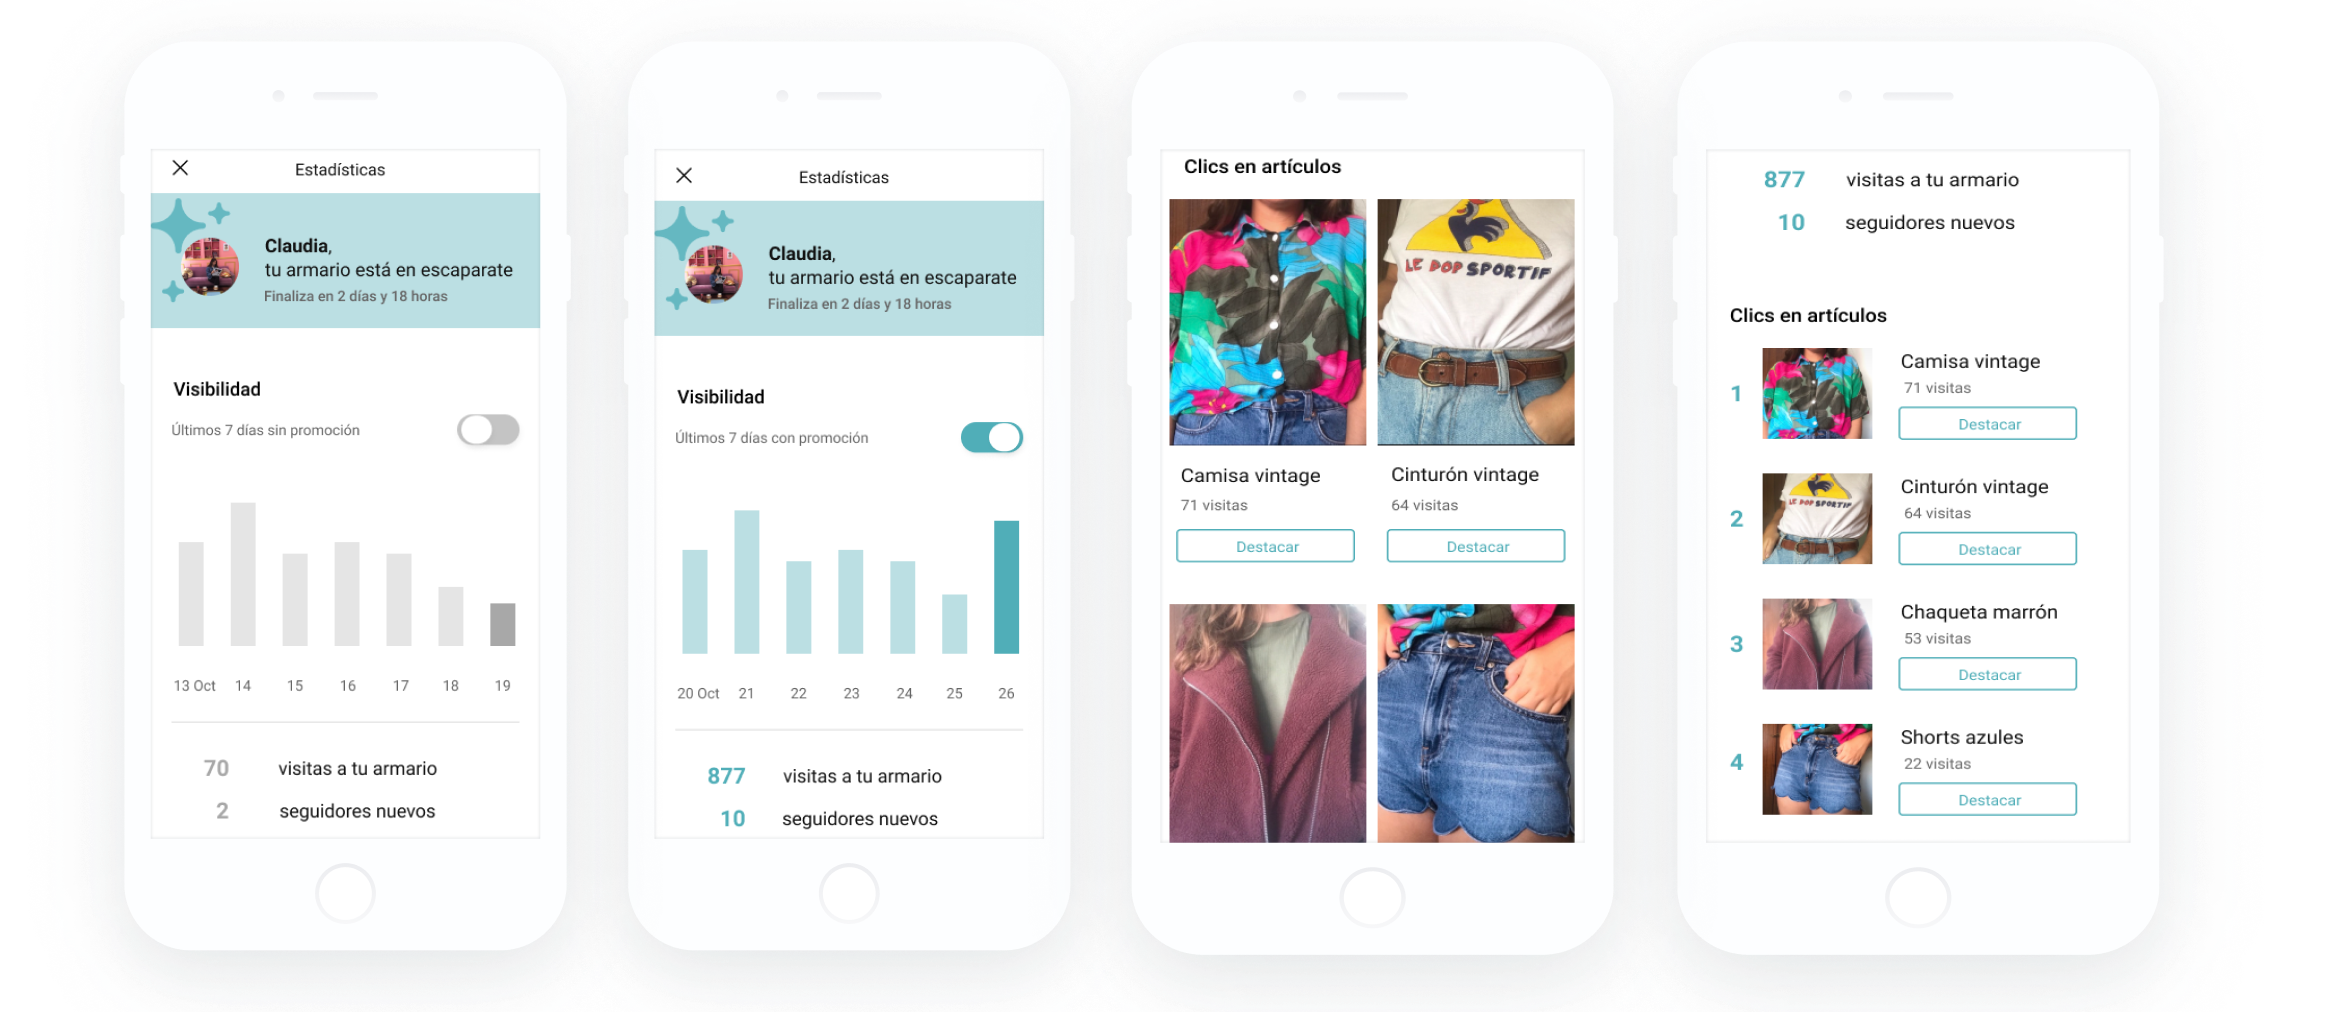 Estadísticas
Claudia,
tu armario está en escaparate
Finaliza en 2 días y 18 horas
Visibilidad
Últimos 7 días sin promoción
13 Oct 14 15 16 17 18 19
70 visitas a tu armario
2 seguidores nuevos
Estadísticas
Claudia,
tu armario está en escaparate
Finaliza en 2 días y 18 horas
Visibilidad
Últimos 7 días con promoción
20 Oct 21 22 23 24 25 26
877 visitas a tu armario
10 seguidores nuevos
Clics en artículos
LE POP SPORTIF
Camisa vintage
71 visitas
Destacar
Cinturón vintage
64 visitas
Destacar
877 visitas a tu armario
10 seguidores nuevos
Clics en artículos
1
Camisa vintage
71 visitas
Destacar
2
LE POP SPORTIF
Cinturón vintage
64 visitas
Destacar
3
Chaqueta marrón
53 visitas
Destacar
4
Shorts azules
22 visitas
Destacar